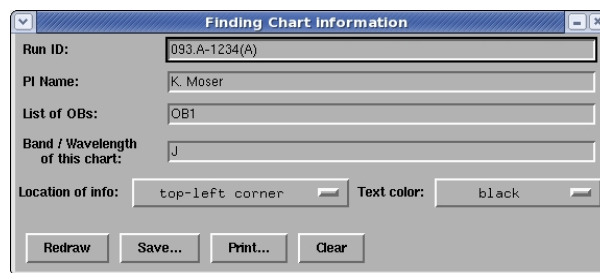 Finding Chart information
Run ID: 093.A-1234(A)
PI Name: K. Moser
List of OBs: OB1
Band / Wavelength
of this chart: J
Location of info: top-left corner Text color: black
Redraw Save... Print... Clear